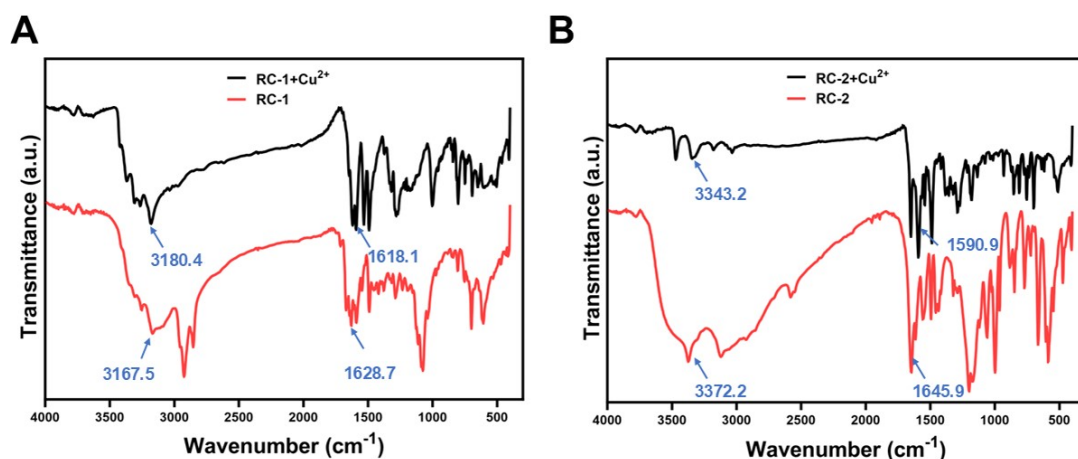 A
RC-1+Cu²⁺
RC-1
Transmittance (a.u.)
3180.4
1618.1
3167.5
1628.7
4000 3500 3000 2500 2000 1500 1000 500
Wavenumber (cm⁻¹)
B
RC-2+Cu²⁺
RC-2
Transmittance (a.u.)
3343.2
1590.9
3372.2
1645.9
4000 3500 3000 2500 2000 1500 1000 500
Wavenumber (cm⁻¹)